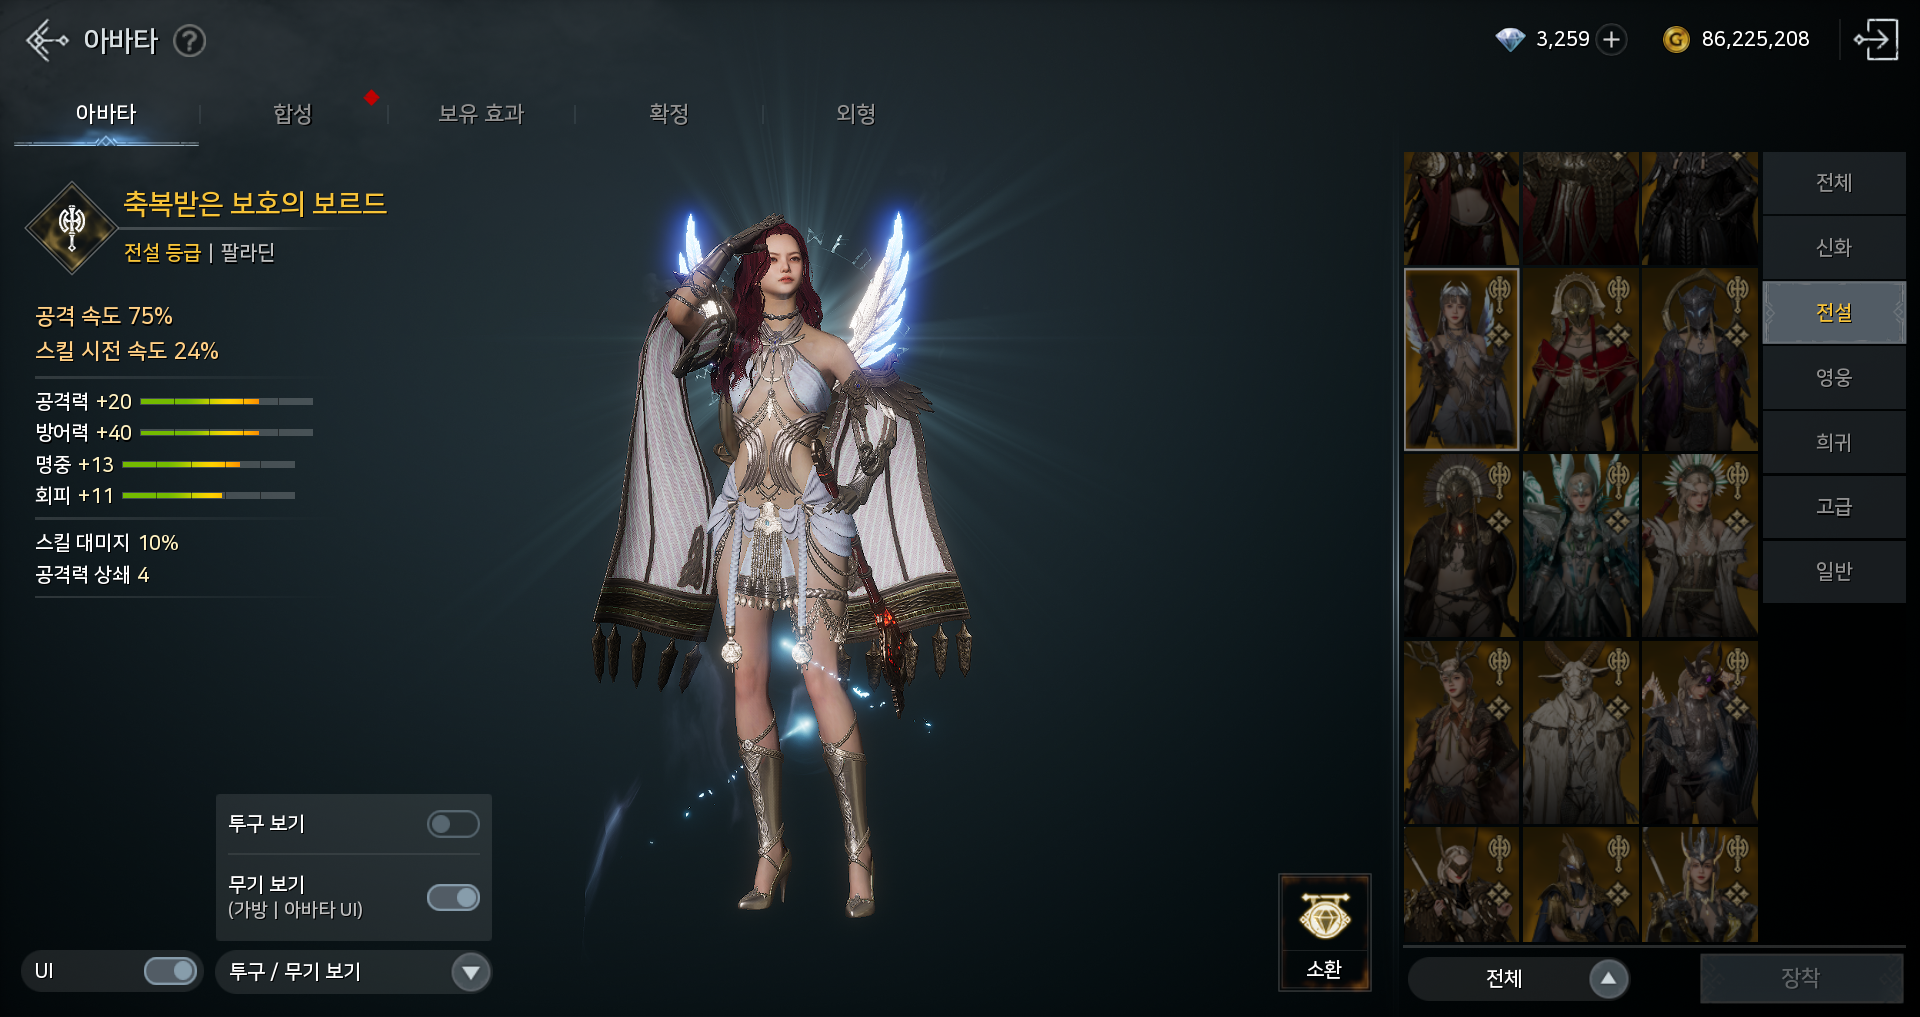 아바타 ?
3,259
86,225,208
아바타
합성
보유 효과
확정
외형
축복받은 보호의 보르드
전설 등급 | 팔라딘
공격 속도 75%
스킬 시전 속도 24%
공격력 +20
방어력 +40
명중 +13
회피 +11
스킬 대미지 10%
공격력 상쇄 4
전체
신화
전설
영웅
희귀
고급
일반
투구 보기
무기 보기
(가방 | 아바타 UI)
UI
투구 / 무기 보기
소환
전체
장착